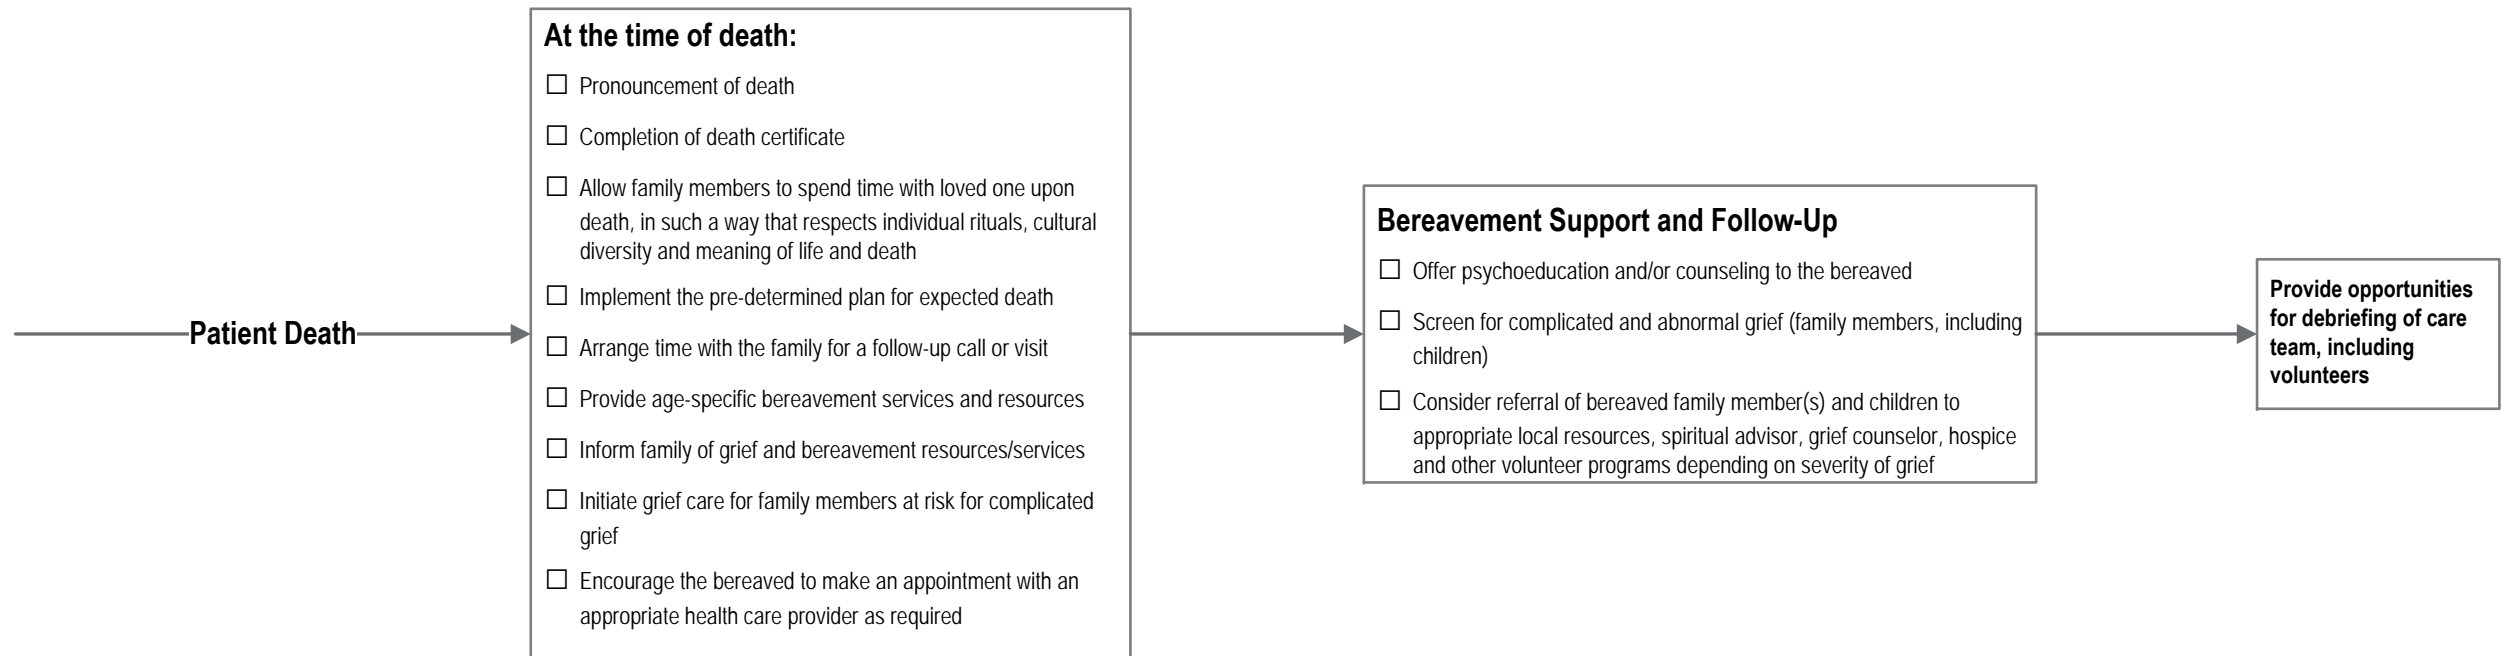 Patient Death
At the time of death:
☐ Pronouncement of death
☐ Completion of death certificate
☐ Allow family members to spend time with loved one upon
death, in such a way that respects individual rituals, cultural
diversity and meaning of life and death
☐ Implement the pre-determined plan for expected death
☐ Arrange time with the family for a follow-up call or visit
☐ Provide age-specific bereavement services and resources
☐ Inform family of grief and bereavement resources/services
☐ Initiate grief care for family members at risk for complicated
grief
☐ Encourage the bereaved to make an appointment with an
appropriate health care provider as required
Bereavement Support and Follow-Up
☐ Offer psychoeducation and/or counseling to the bereaved
☐ Screen for complicated and abnormal grief (family members, including
children)
☐ Consider referral of bereaved family member(s) and children to
appropriate local resources, spiritual advisor, grief counselor, hospice
and other volunteer programs depending on severity of grief
Provide opportunities
for debriefing of care
team, including
volunteers